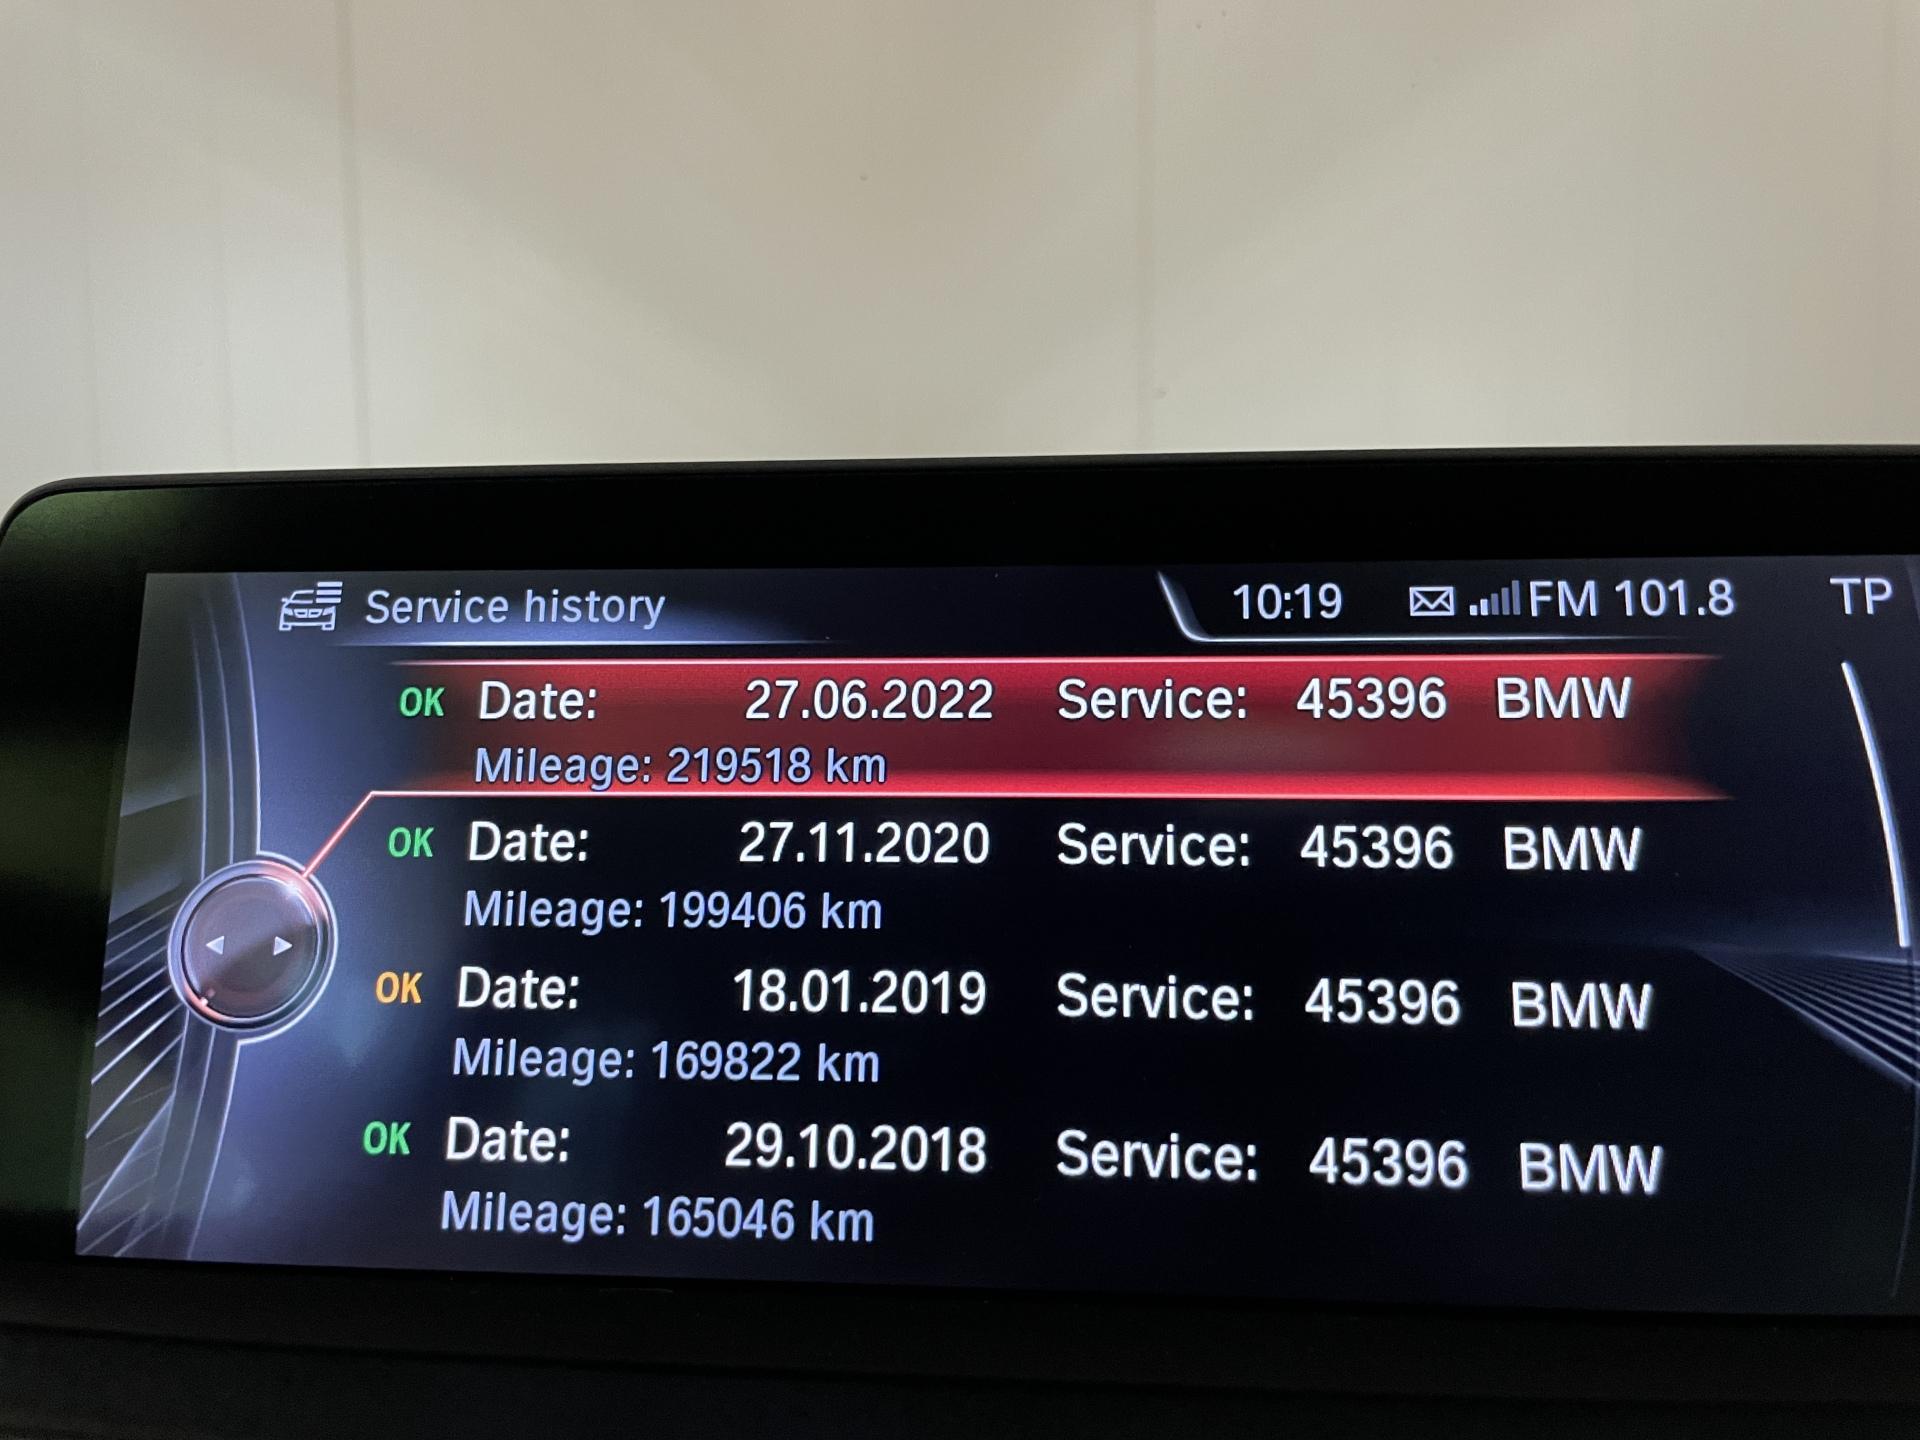 Service history 10:19 FM 101.8 TP
OK Date: 27.06.2022 Service: 45396 BMW
Mileage: 219518 km
OK Date: 27.11.2020 Service: 45396 BMW
Mileage: 199406 km
OK Date: 18.01.2019 Service: 45396 BMW
Mileage: 169822 km
OK Date: 29.10.2018 Service: 45396 BMW
Mileage: 165046 km